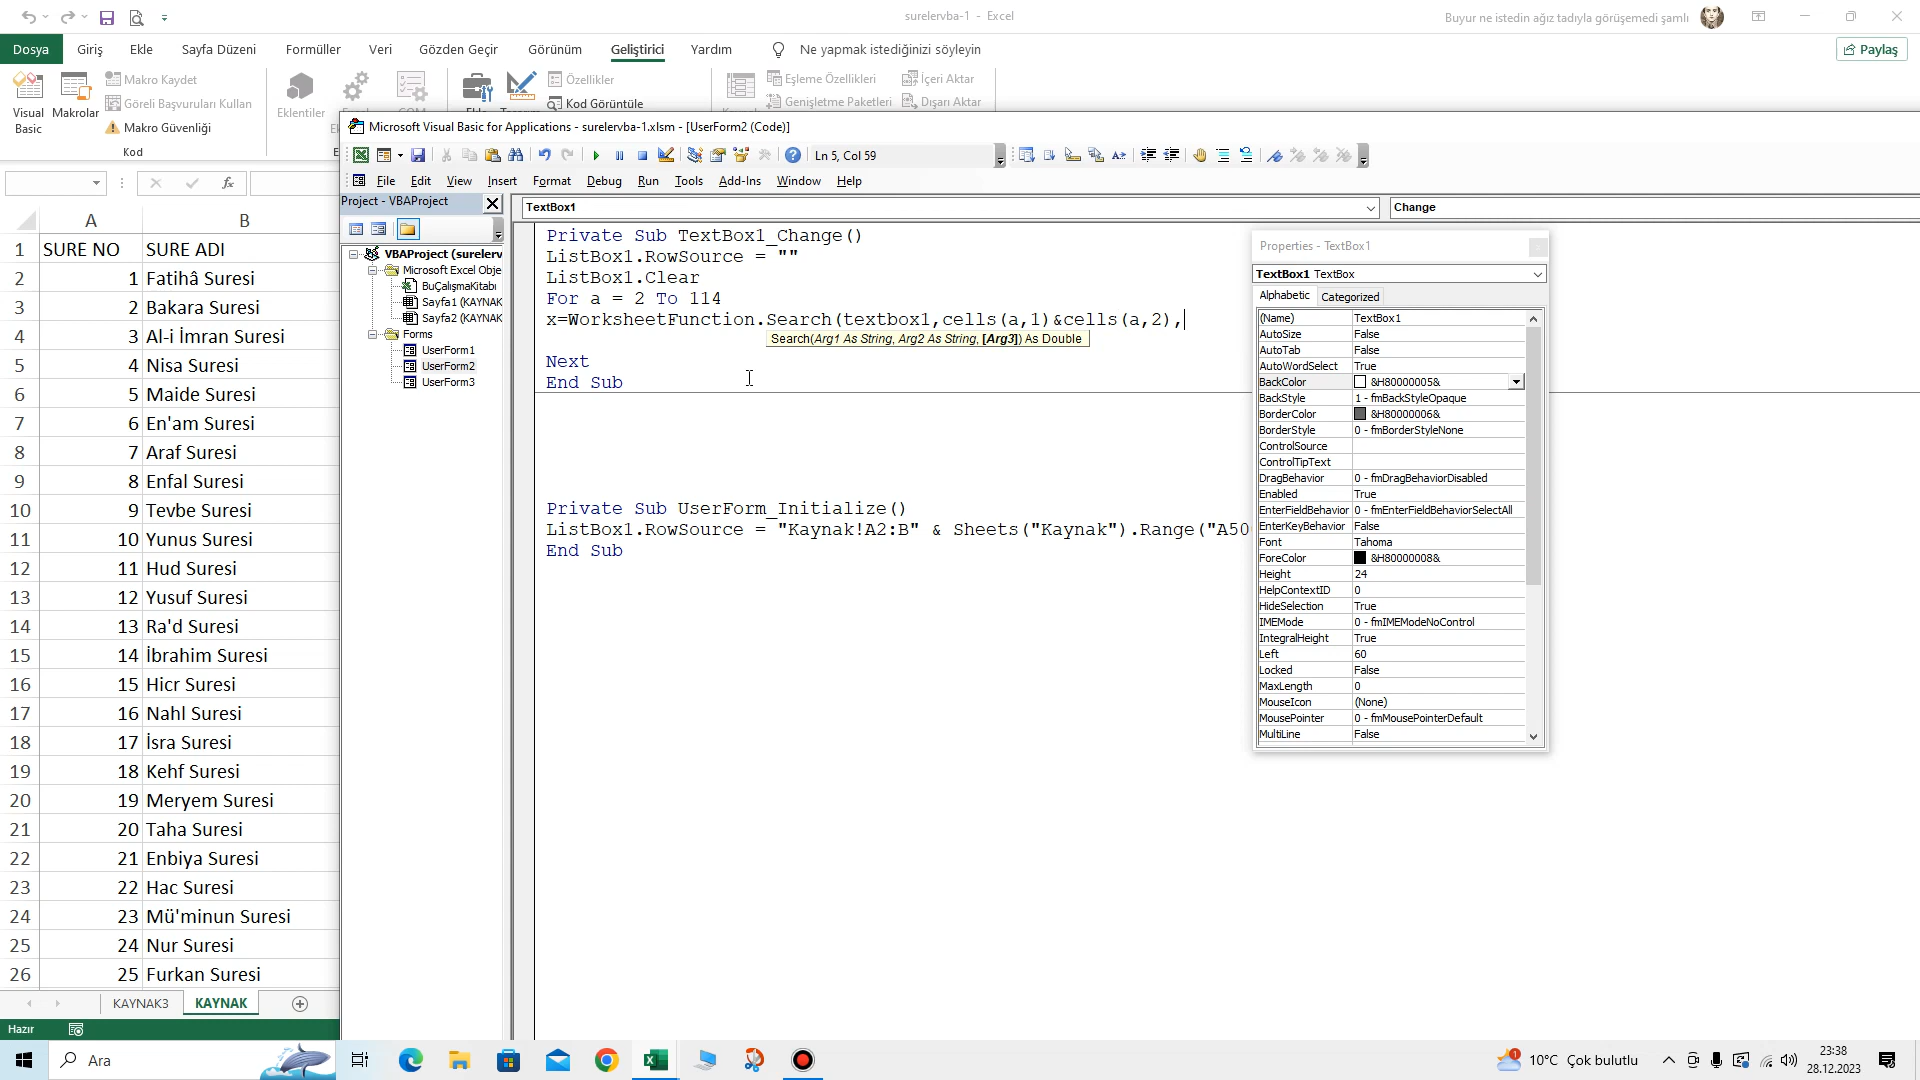 surelervba-1 - Excel
Buyur ne istedin ağız tadıyla görüşemedi şamlı
Dosya
Giriş
Ekle
Sayfa Düzeni
Formüller
Veri
Gözden Geçir
Görünüm
Geliştirici
Yardım
Ne yapmak istediğinizi söyleyin
Paylaş
Visual Basic
Makrolar
Makro Kaydet
Göreli Başvuruları Kullan
Makro Güvenliği
Kod
Eklentiler
Özellikler
Kod Görüntüle
Eşleme Özellikleri
Genişletme Paketleri
İçeri Aktar
Dışarı Aktar
Microsoft Visual Basic for Applications - surelervba-1.xlsm - [UserForm2 (Code)]
Ln 5, Col 59
File Edit View Insert Format Debug Run Tools Add-Ins Window Help
Project - VBAProject
VBAProject (surelerv
Microsoft Excel Obje
BuÇalışmaKitabı
Sayfa1 (KAYNAK
Sayfa2 (KAYNAK
Forms
UserForm1
UserForm2
UserForm3
TextBox1
Change
Private Sub TextBox1_Change()
ListBox1.RowSource = ""
ListBox1.Clear
For a = 2 To 114
x=WorksheetFunction.Search(textbox1,cells(a,1)&cells(a,2),
Search(Arg1 As String, Arg2 As String, [Arg3]) As Double
Next
End Sub
Private Sub UserForm_Initialize()
ListBox1.RowSource = "Kaynak!A2:B" & Sheets("Kaynak").Range("A50
End Sub
Properties - TextBox1
TextBox1 TextBox
Alphabetic
Categorized
(Name) TextBox1
AutoSize False
AutoTab False
AutoWordSelect True
BackColor &H80000005&
BackStyle 1 - fmBackStyleOpaque
BorderColor &H80000006&
BorderStyle 0 - fmBorderStyleNone
ControlSource
ControlTipText
DragBehavior 0 - fmDragBehaviorDisabled
Enabled True
EnterFieldBehavior 0 - fmEnterFieldBehaviorSelectAll
EnterKeyBehavior False
Font Tahoma
ForeColor &H80000008&
Height 24
HelpContextID 0
HideSelection True
IMEMode 0 - fmIMEModeNoControl
IntegralHeight True
Left 60
Locked False
MaxLength 0
MouseIcon (None)
MousePointer 0 - fmMousePointerDefault
MultiLine False
fx
A B
1 SURE NO SURE ADI
2 1 Fatihâ Suresi
3 2 Bakara Suresi
4 3 Al-i İmran Suresi
5 4 Nisa Suresi
6 5 Maide Suresi
7 6 En'am Suresi
8 7 Araf Suresi
9 8 Enfal Suresi
10 9 Tevbe Suresi
11 10 Yunus Suresi
12 11 Hud Suresi
13 12 Yusuf Suresi
14 13 Ra'd Suresi
15 14 İbrahim Suresi
16 15 Hicr Suresi
17 16 Nahl Suresi
18 17 İsra Suresi
19 18 Kehf Suresi
20 19 Meryem Suresi
21 20 Taha Suresi
22 21 Enbiya Suresi
23 22 Hac Suresi
24 23 Mü'minun Suresi
25 24 Nur Suresi
26 25 Furkan Suresi
KAYNAK3
KAYNAK
Hazır
Ara
1
10°C Çok bulutlu
23:38
28.12.2023